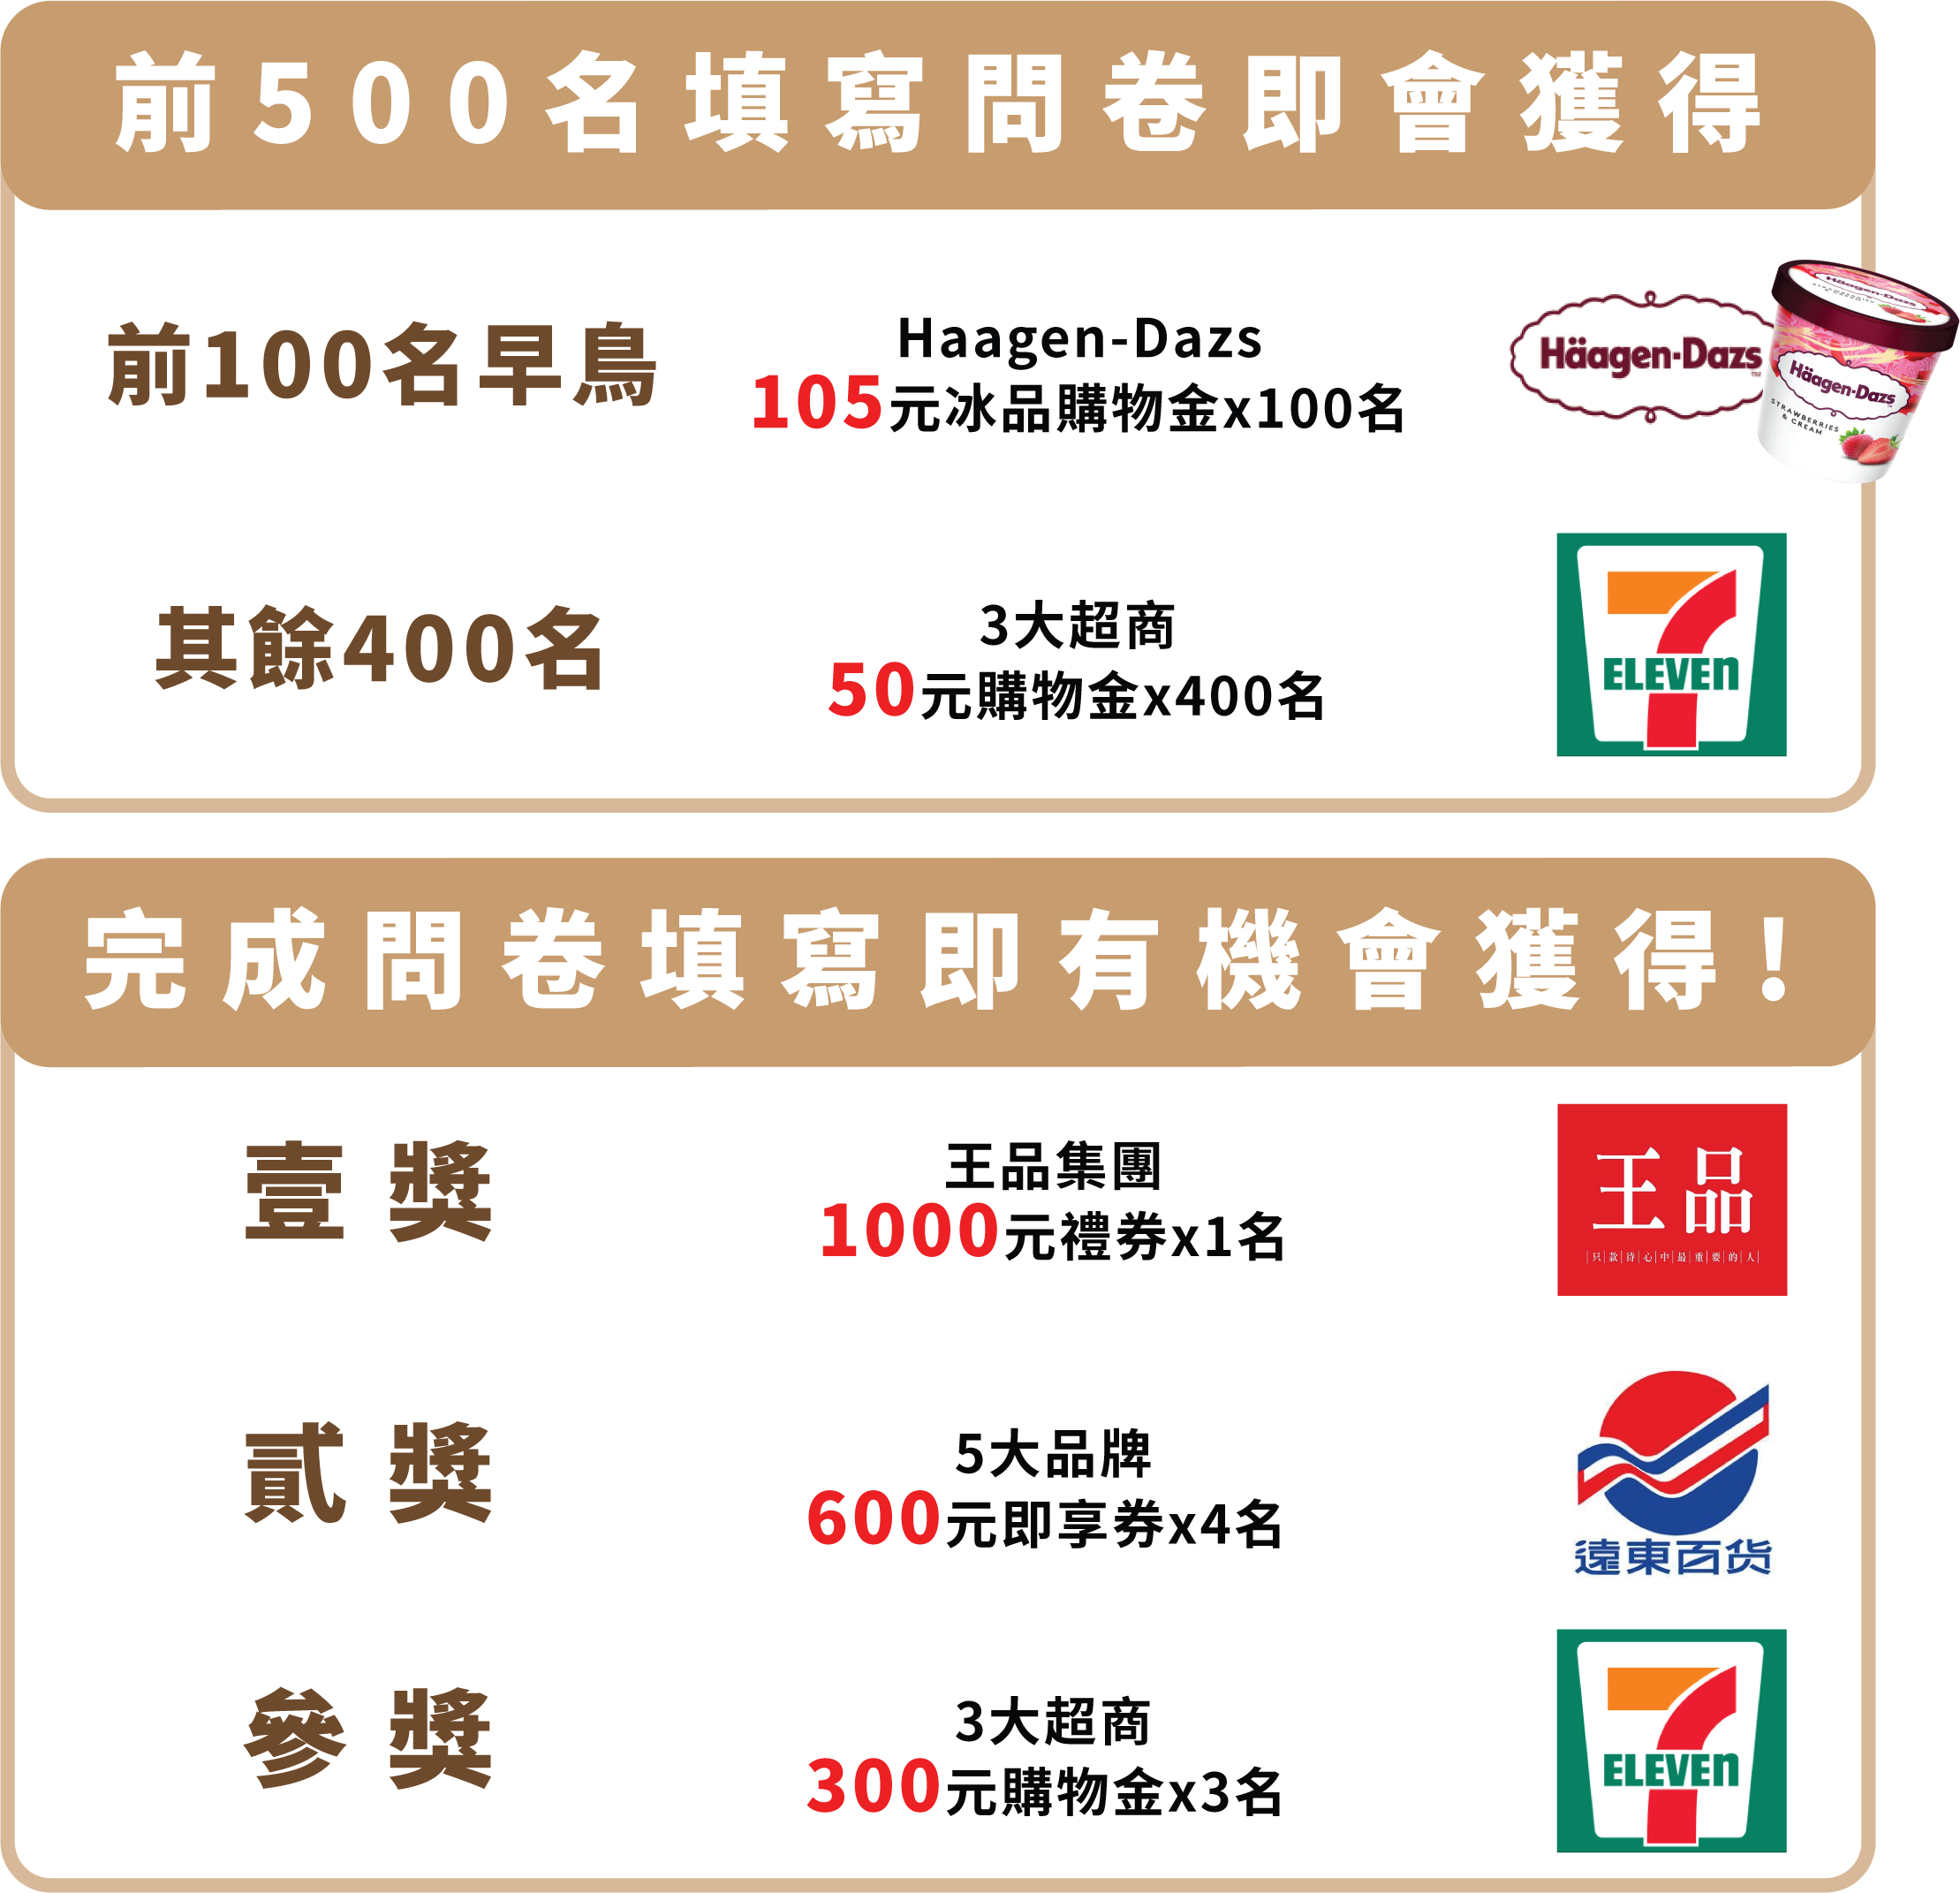 前500名填寫問卷即會獲得
前100名早鳥
Haagen-Dazs
105元冰品購物金x100名
Häagen-Dazs
TM
Häagen-Dazs
Häagen-Dazs
STRAWBERRIES
& CREAM
其餘400名
3大超商
50元購物金x400名
7
ELEVEn
完成問卷填寫即有機會獲得!
壹獎
王品集團
1000元禮券x1名
王品
只款待心中最重要的人
貳獎
5大品牌
600元即享券x4名
遠東百货
參獎
3大超商
300元購物金x3名
7
ELEVEn